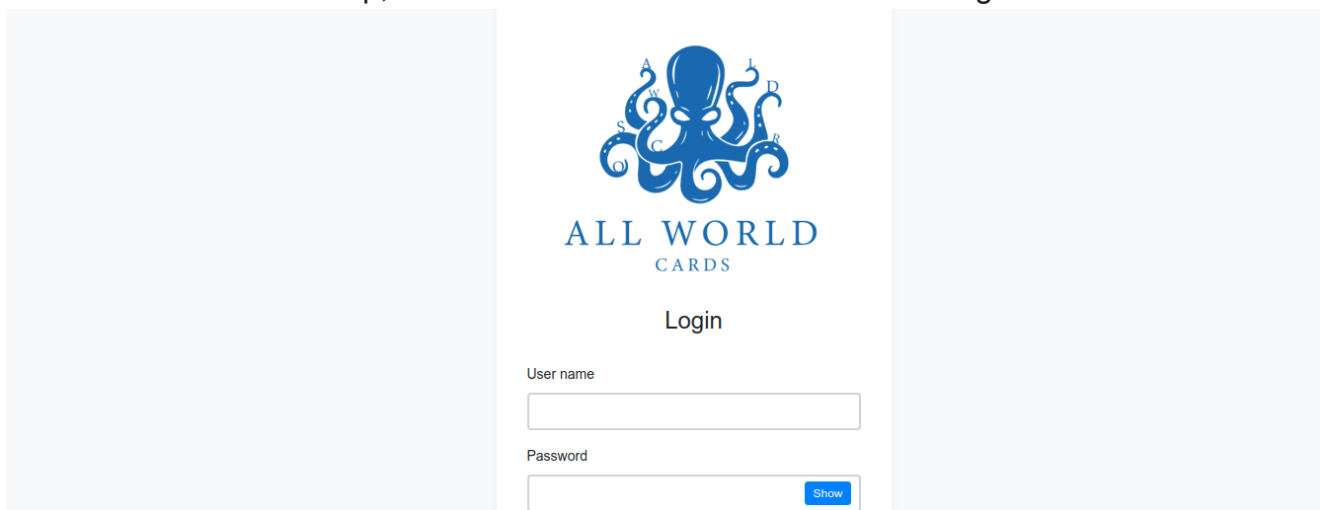 A L
W D
S C R
O
ALL WORLD
CARDS
Login
User name
Password
Show